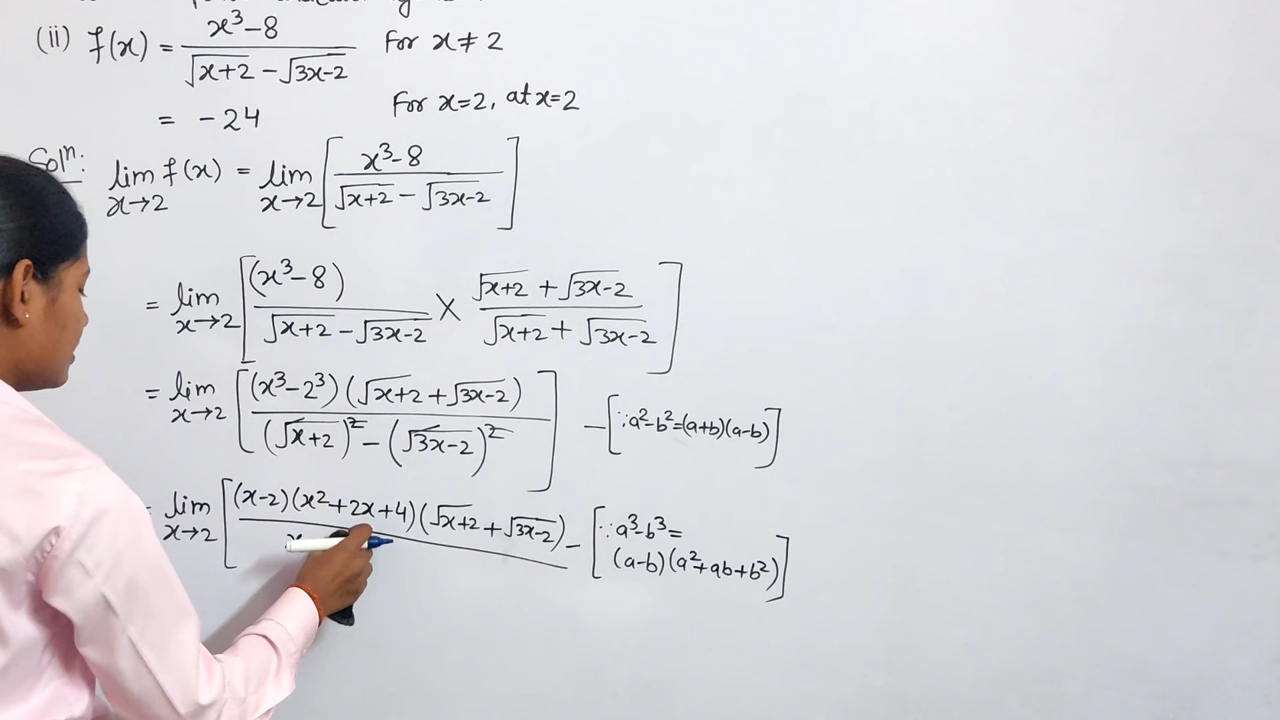 (ii) f(x) = x³-8 / √x+2 - √3x-2 For x ≠ 2
= -24 For x=2, at x=2
Solⁿ: lim x→2 f(x) = lim x→2 [ x³-8 / √x+2 - √3x-2 ]
= lim x→2 [ (x³-8) / √x+2 - √3x-2 × √x+2 + √3x-2 / √x+2 + √3x-2 ]
= lim x→2 [ (x³-2³)(√x+2 + √3x-2) / (√x+2)² - (√3x-2)² ] - [∵a²-b²=(a+b)(a-b)]
= lim x→2 [ (x-2)(x²+2x+4)(√x+2 + √3x-2) - [∵a³-b³=
(a-b)(a²+ab+b²)]